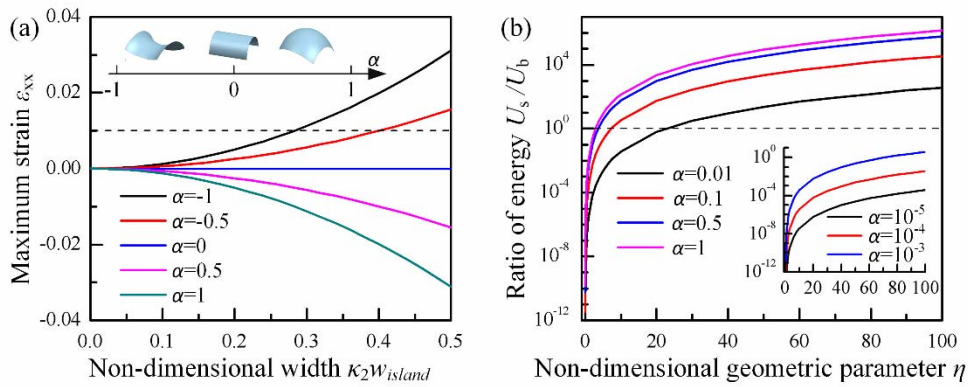 (a)
0.04
0.02
0.00
-0.02
-0.04
Maximum strain εxx
-1
0
1
α
α=-1
α=-0.5
α=0
α=0.5
α=1
0.0
0.1
0.2
0.3
0.4
0.5
Non-dimensional width κ2wisland
(b)
10^4
10^0
10^-4
10^-8
10^-12
Ratio of energy Us/Ub
α=0.01
α=0.1
α=0.5
α=1
10^0
10^-4
10^-8
10^-12
α=10^-5
α=10^-4
α=10^-3
0 20 40 60 80 100
0 20 40 60 80 100
Non-dimensional geometric parameter η